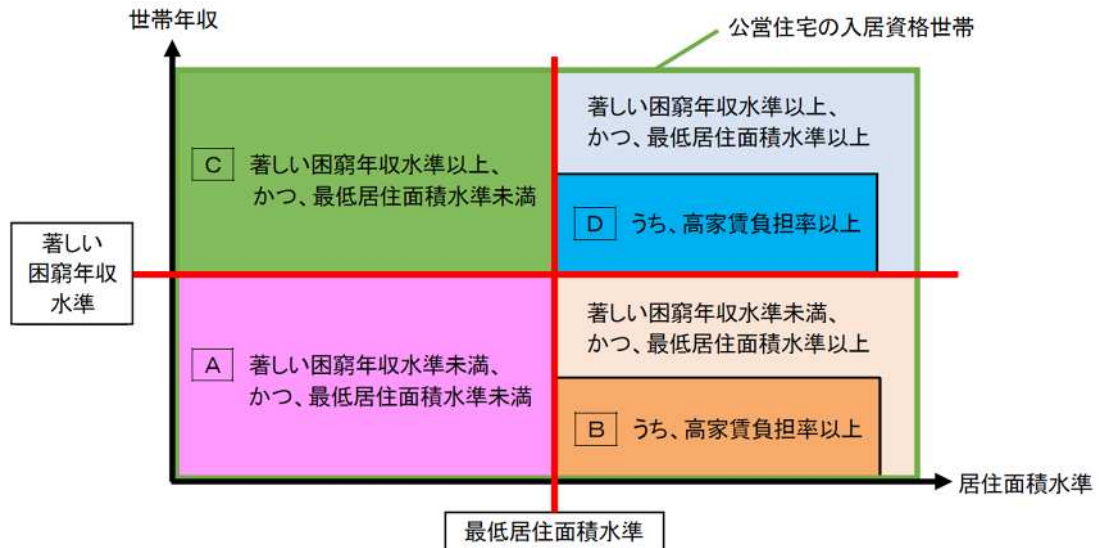 世帯年収
公営住宅の入居資格世帯
著しい困窮年収水準以上、
かつ、最低居住面積水準以上
C 著しい困窮年収水準以上、
かつ、最低居住面積水準未満
D うち、高家賃負担率以上
著しい
困窮年収
水準
著しい困窮年収水準未満、
かつ、最低居住面積水準以上
A 著しい困窮年収水準未満、
かつ、最低居住面積水準未満
B うち、高家賃負担率以上
居住面積水準
最低居住面積水準